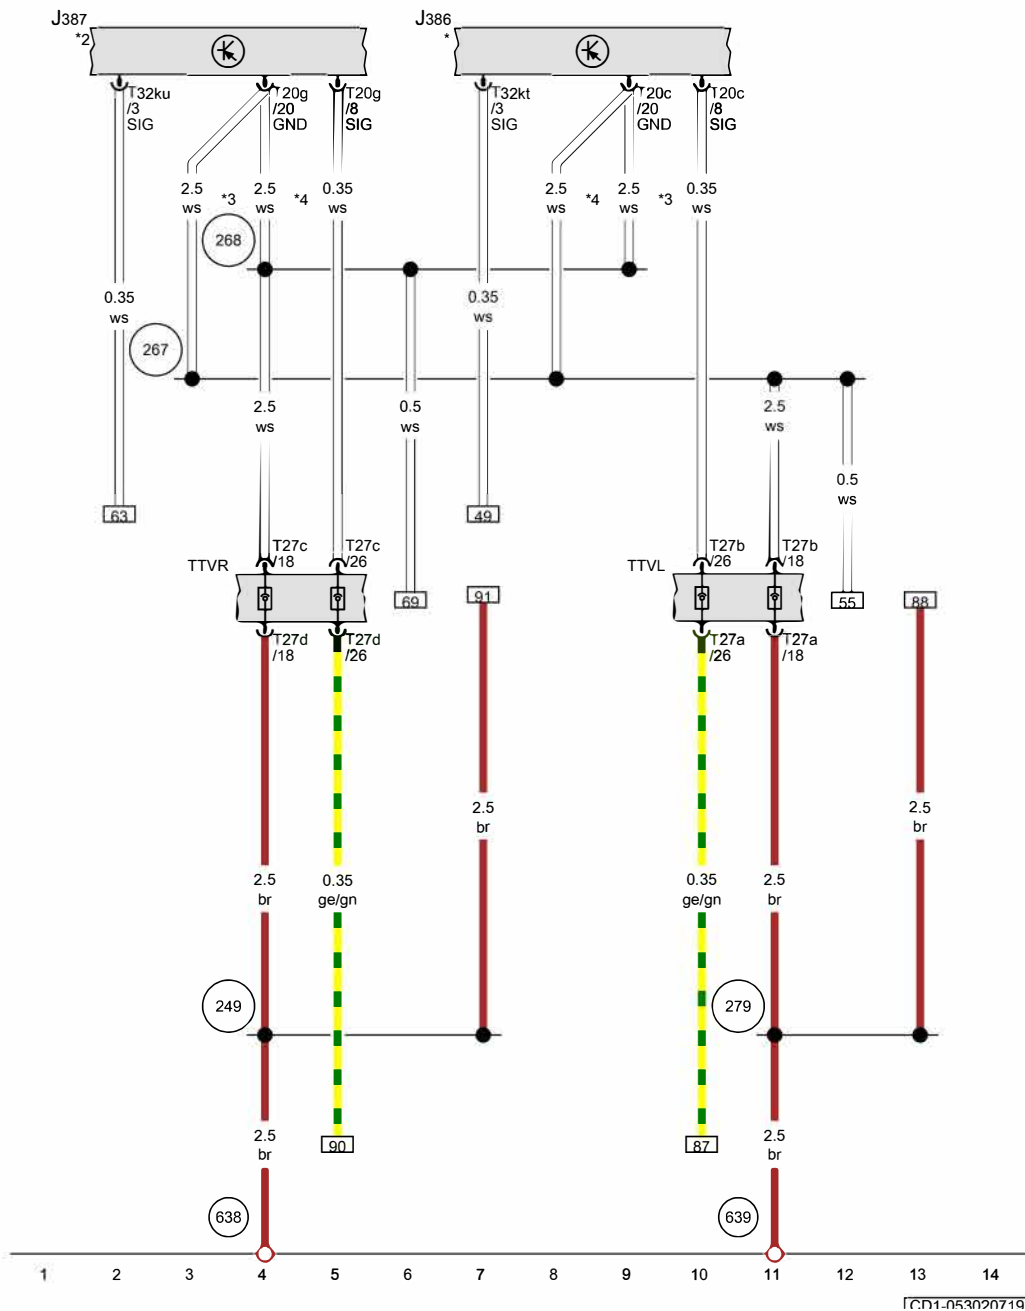 J387
*2
J386
*
T32ku
/3
SIG
T20g
/20
GND
T20g
/8
SIG
T32kt
/3
SIG
T20c
/20
GND
T20c
/8
SIG
2.5
ws
*3
2.5
ws
*4
0.35
ws
2.5
ws
*4
2.5
ws
*3
0.35
ws
268
0.35
ws
0.35
ws
267
2.5
ws
0.5
ws
2.5
ws
0.5
ws
63
49
T27c
/18
T27c
/26
T27b
/26
T27b
/18
TTVR
TTVL
69
91
55
88
T27d
/18
T27d
/26
T27a
/26
T27a
/18
2.5
br
2.5
br
2.5
br
0.35
ge/gn
0.35
ge/gn
2.5
br
249
279
2.5
br
90
87
2.5
br
638
639
1 2 3 4 5 6 7 8 9 10 11 12 13 14
CD1-053020719